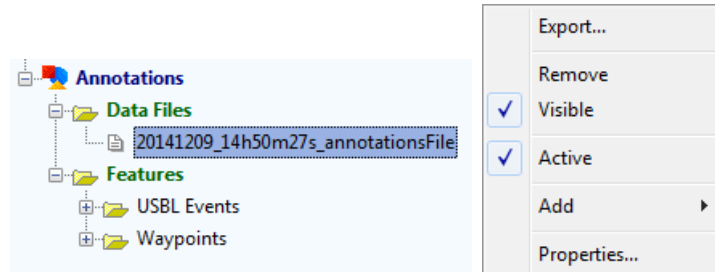 Annotations
Data Files
20141209_14h50m27s_annotationsFile
Features
USBL Events
Waypoints
Export...
Remove
Visible
Active
Add
Properties...